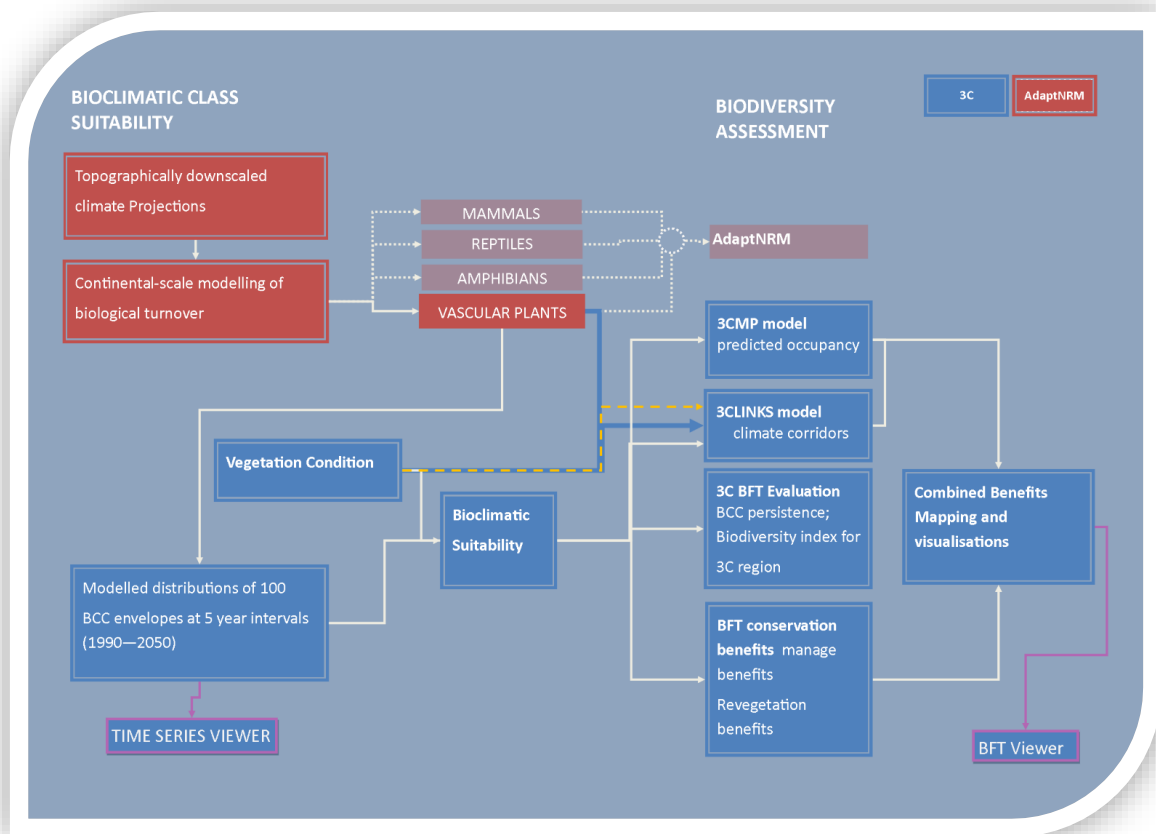 BIOCLIMATIC CLASS
SUITABILITY
BIODIVERSITY
ASSESSMENT
3C
AdaptNRM
Topographically downscaled
climate Projections
Continental-scale modelling of
biological turnover
MAMMALS
REPTILES
AMPHIBIANS
VASCULAR PLANTS
AdaptNRM
3CMP model
predicted occupancy
3CLINKS model
climate corridors
Vegetation Condition
Bioclimatic
Suitability
3C BFT Evaluation
BCC persistence;
Biodiversity index for
3C region
Combined Benefits
Mapping and
visualisations
Modelled distributions of 100
BCC envelopes at 5 year intervals
(1990—2050)
BFT conservation
benefits manage
benefits
Revegetation
benefits
TIME SERIES VIEWER
BFT Viewer